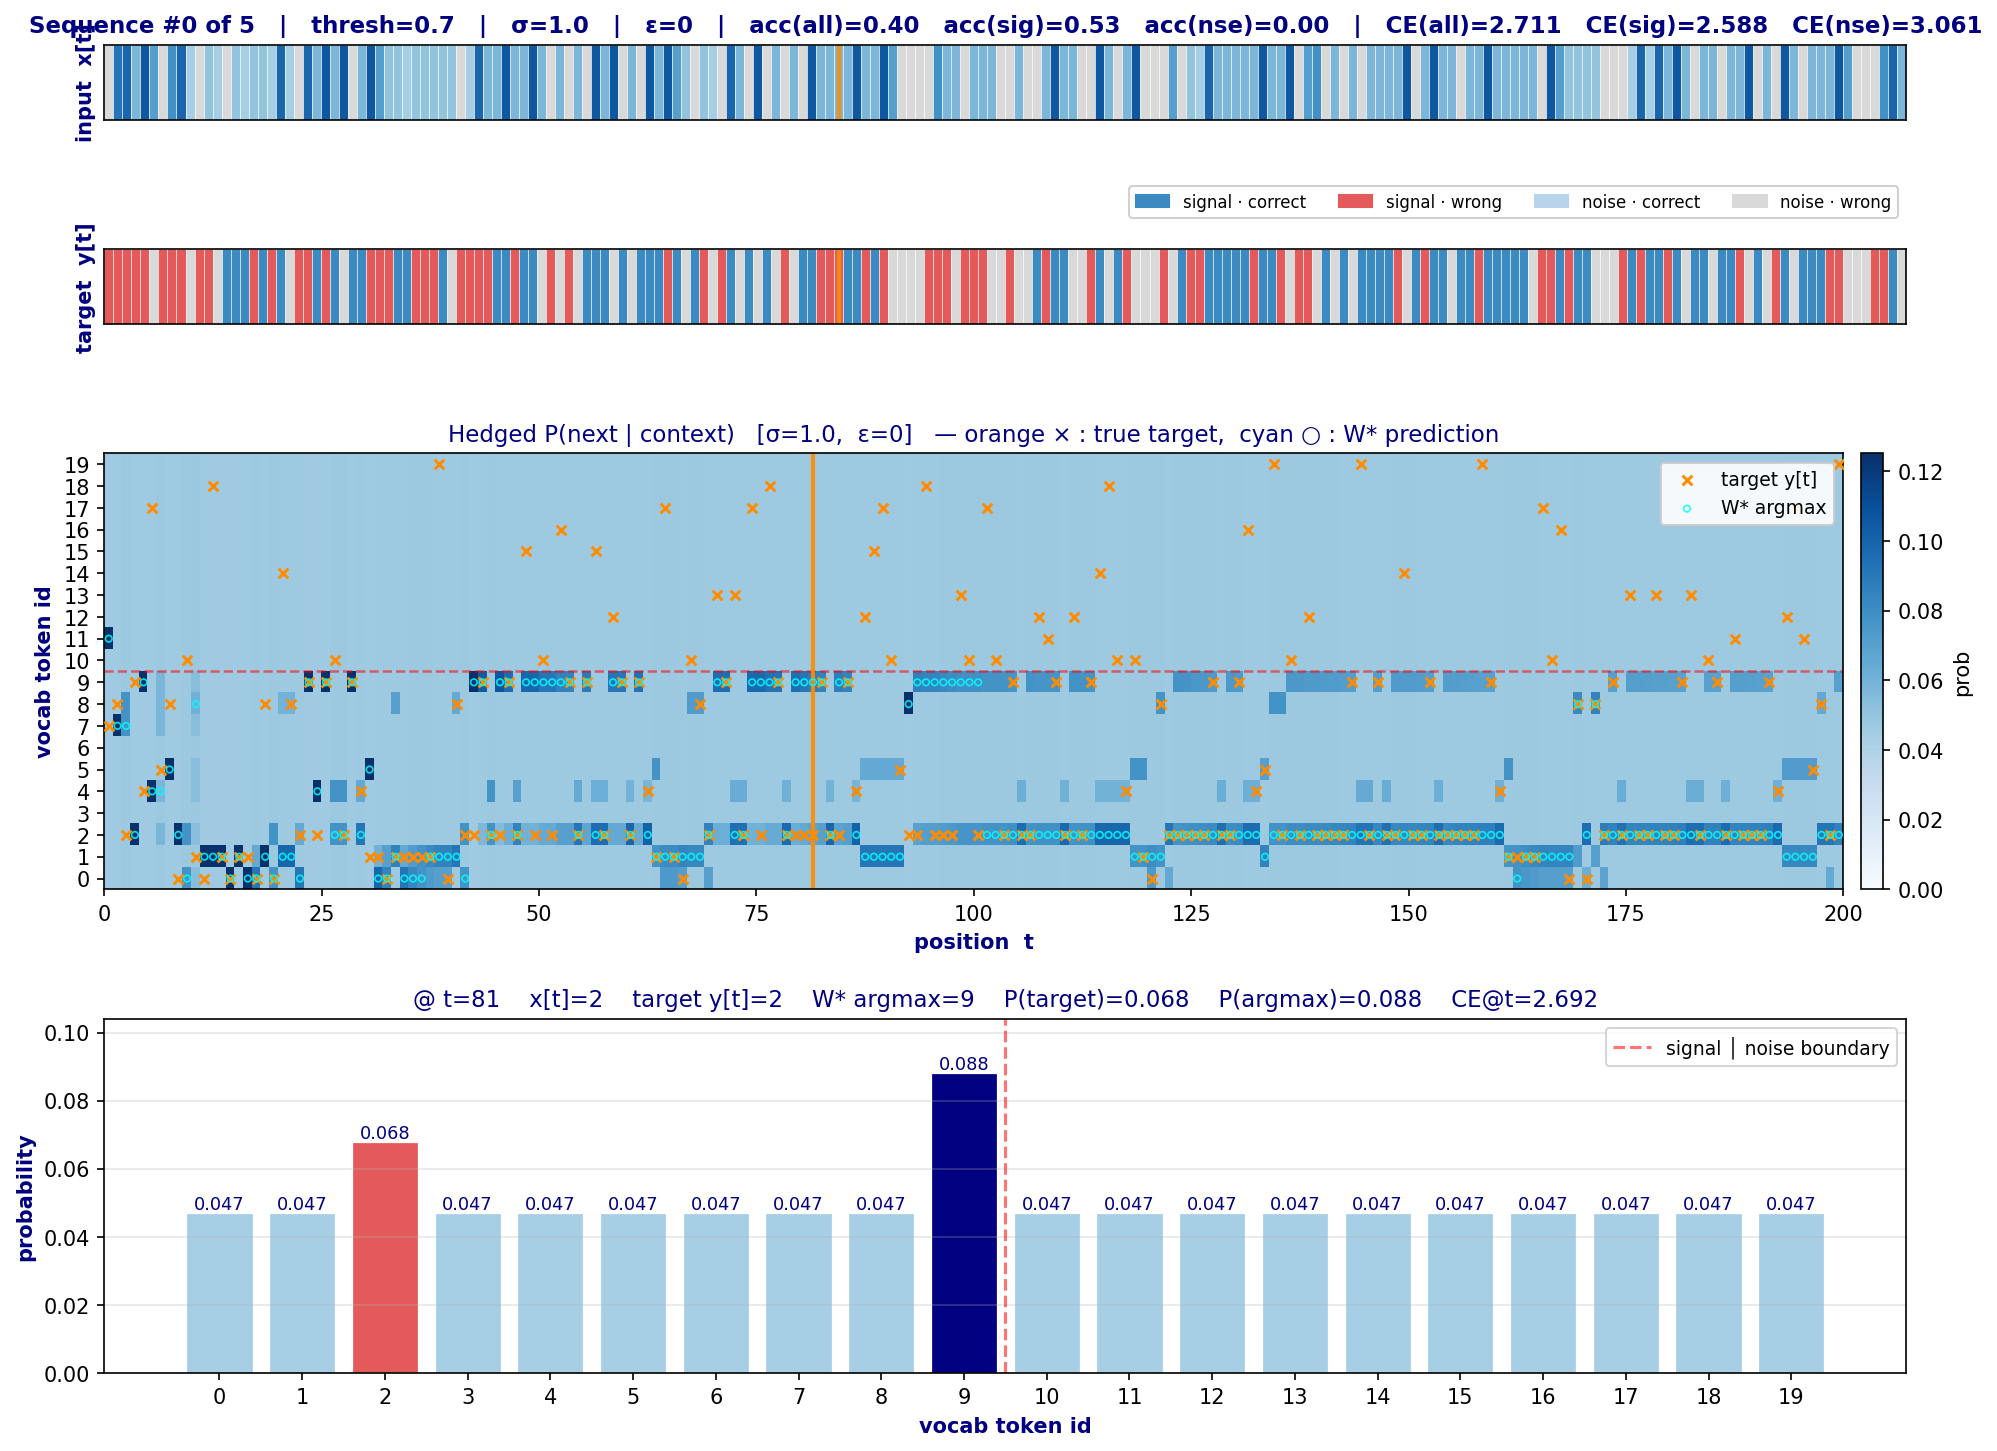 Sequence #0 of 5 | thresh=0.7 | σ=1.0 | ε=0 | acc(all)=0.40 acc(sig)=0.53 acc(nse)=0.00 | CE(all)=2.711 CE(sig)=2.588 CE(nse)=3.061
input x[t]
signal · correct signal · wrong noise · correct noise · wrong
target y[t]
Hedged P(next | context) [σ=1.0, ε=0] — orange × : true target, cyan ○ : W* prediction
target y[t]
W* argmax
vocab token id
19
18
17
16
15
14
13
12
11
10
9
8
7
6
5
4
3
2
1
0
0 25 50 75 100 125 150 175 200
position t
0.12
0.10
0.08
0.06
0.04
0.02
0.00
prob
@ t=81 x[t]=2 target y[t]=2 W* argmax=9 P(target)=0.068 P(argmax)=0.088 CE@t=2.692
signal | noise boundary
probability
0.10
0.08
0.06
0.04
0.02
0.00
0.047 0.047 0.068 0.047 0.047 0.047 0.047 0.047 0.047 0.088 0.047 0.047 0.047 0.047 0.047 0.047 0.047 0.047 0.047 0.047
0 1 2 3 4 5 6 7 8 9 10 11 12 13 14 15 16 17 18 19
vocab token id